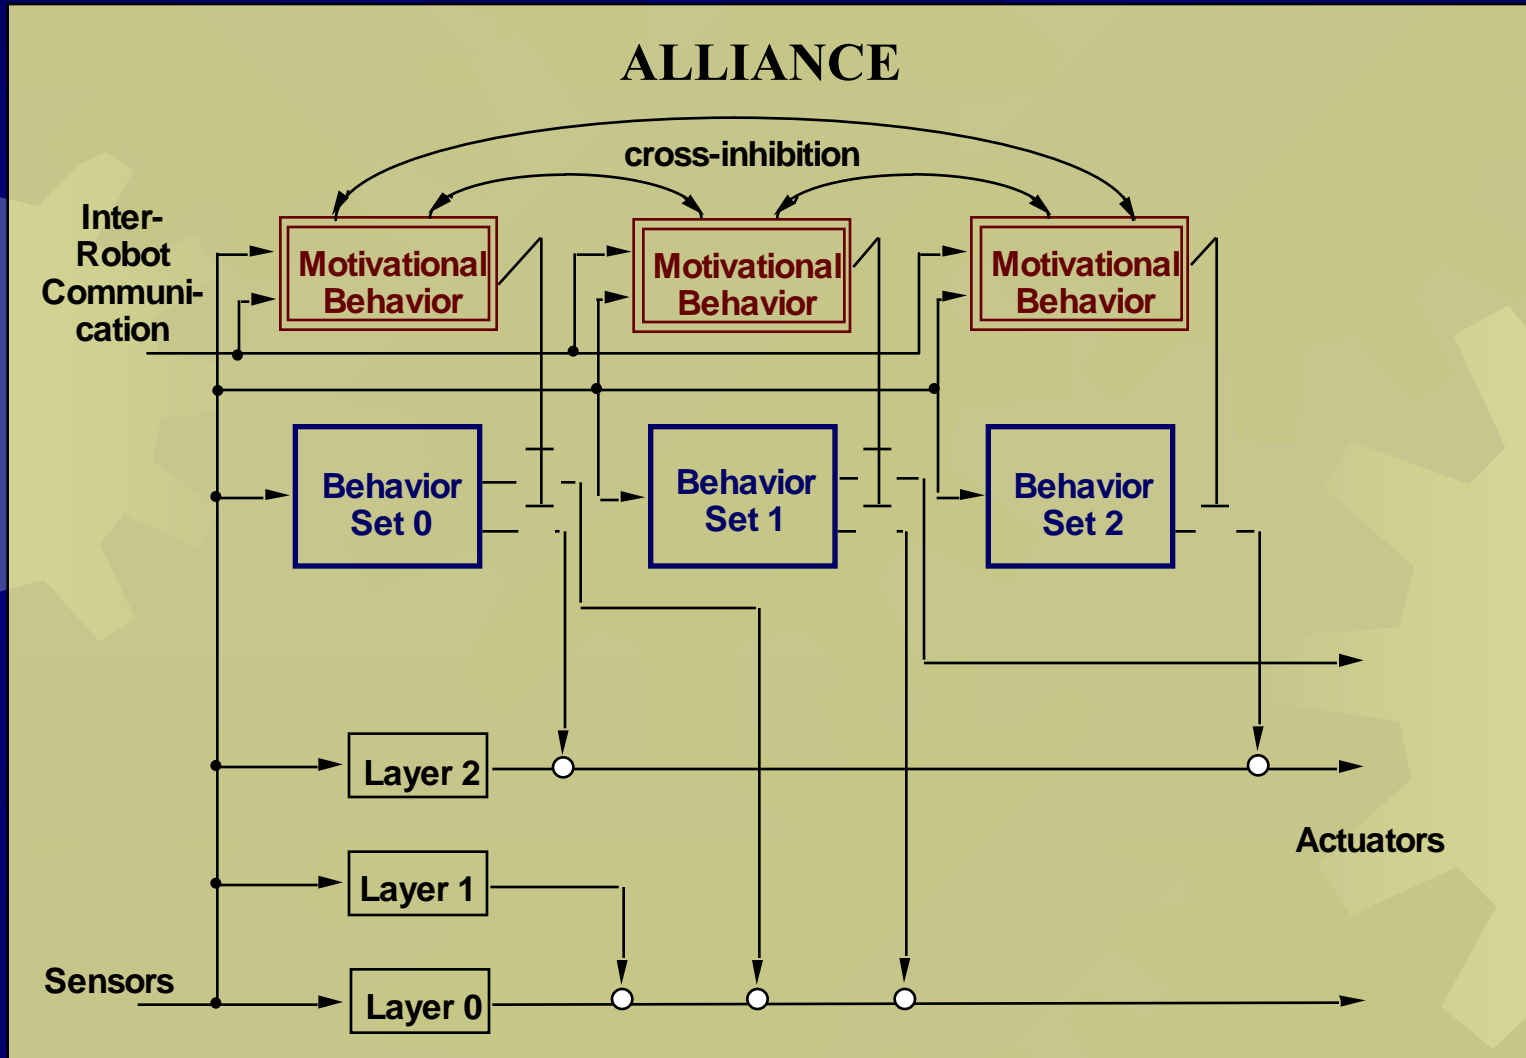 ALLIANCE
cross-inhibition
Inter-
Robot
Communi-
cation
Motivational
Behavior
Motivational
Behavior
Motivational
Behavior
Behavior
Set 0
Behavior
Set 1
Behavior
Set 2
Layer 2
Actuators
Layer 1
Sensors
Layer 0